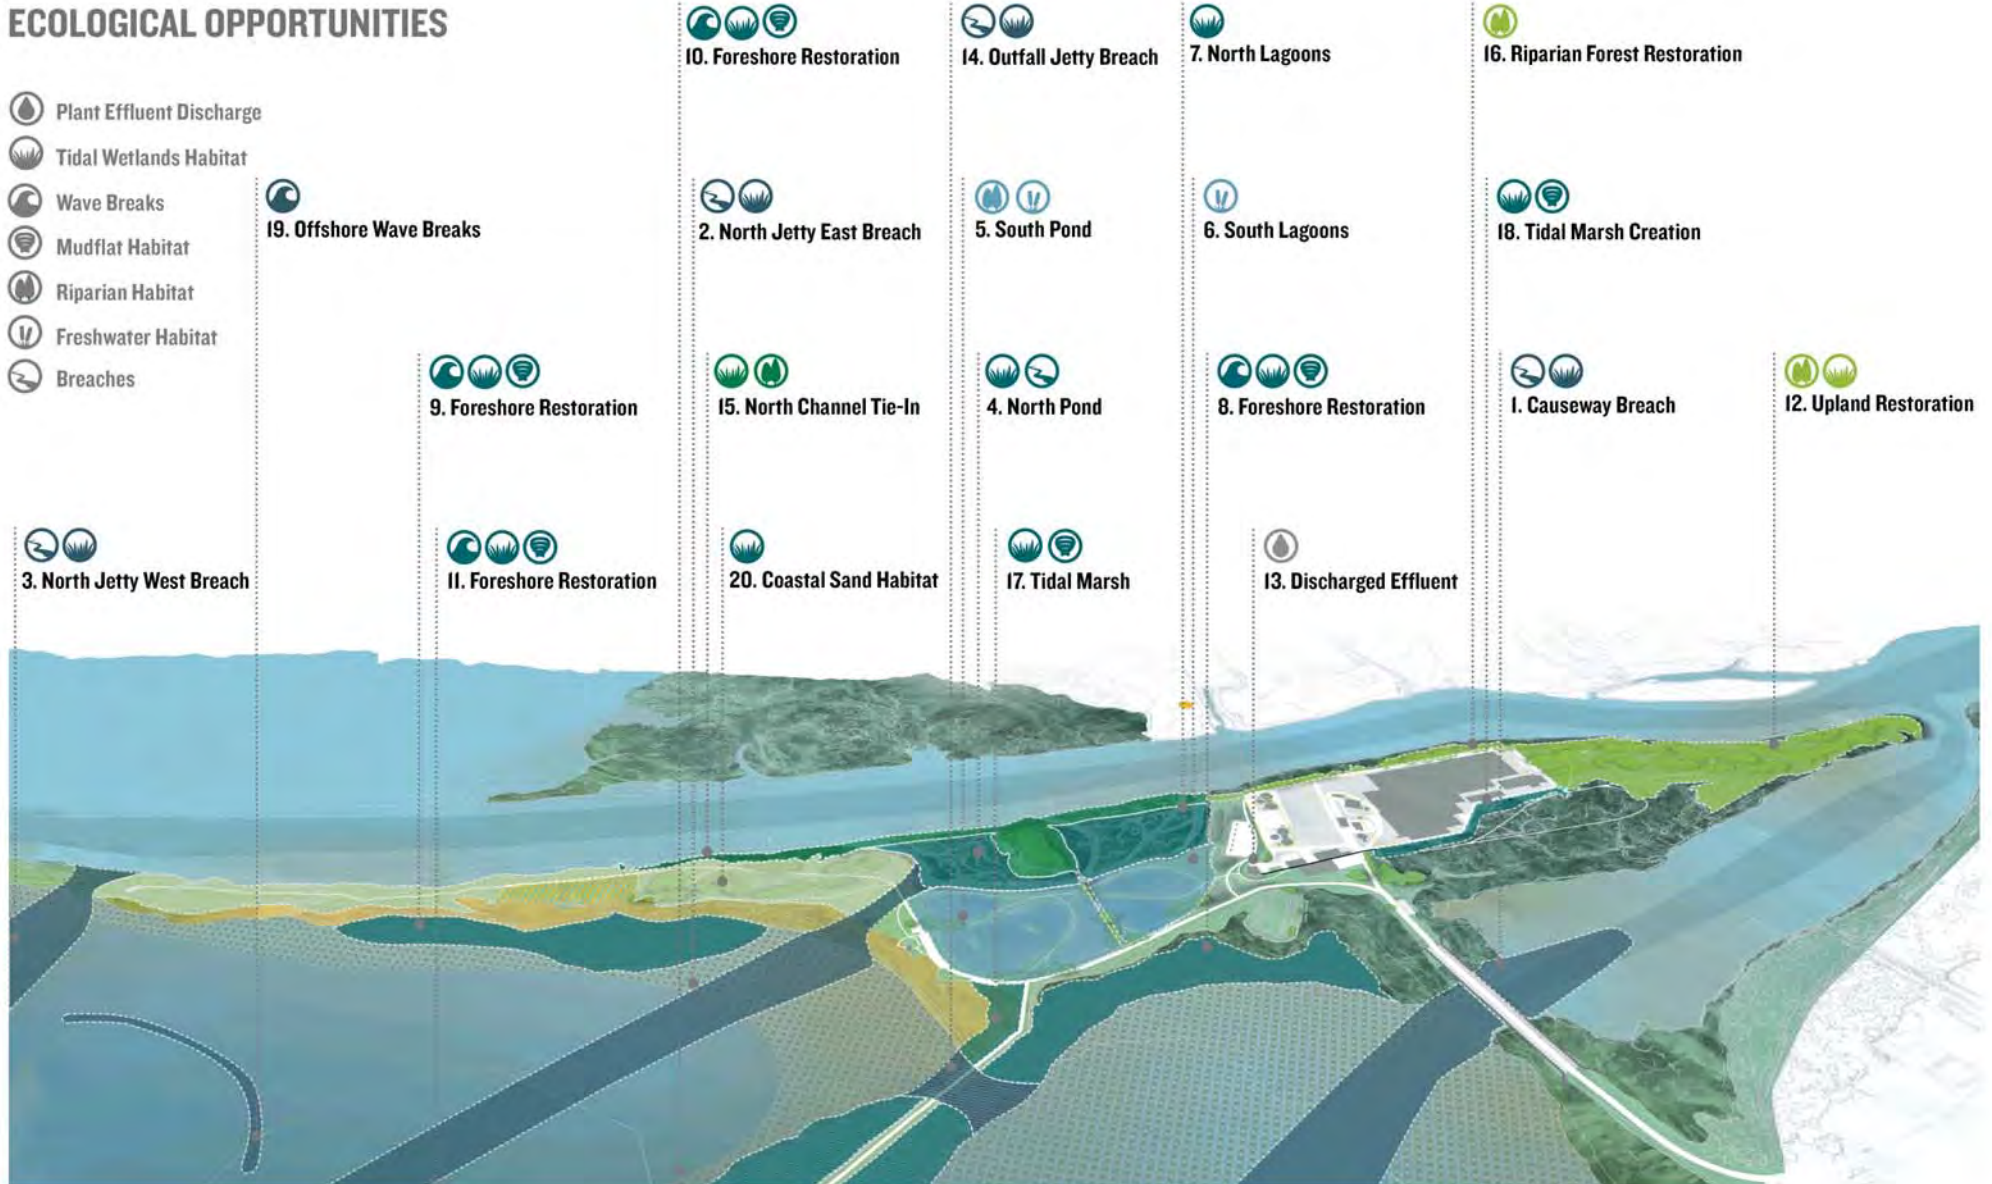 ECOLOGICAL OPPORTUNITIES
Plant Effluent Discharge
Tidal Wetlands Habitat
Wave Breaks
Mudflat Habitat
Riparian Habitat
Freshwater Habitat
Breaches
10. Foreshore Restoration
14. Outfall Jetty Breach
7. North Lagoons
16. Riparian Forest Restoration
19. Offshore Wave Breaks
2. North Jetty East Breach
5. South Pond
6. South Lagoons
18. Tidal Marsh Creation
9. Foreshore Restoration
15. North Channel Tie-In
4. North Pond
8. Foreshore Restoration
1. Causeway Breach
12. Upland Restoration
3. North Jetty West Breach
11. Foreshore Restoration
20. Coastal Sand Habitat
17. Tidal Marsh
13. Discharged Effluent